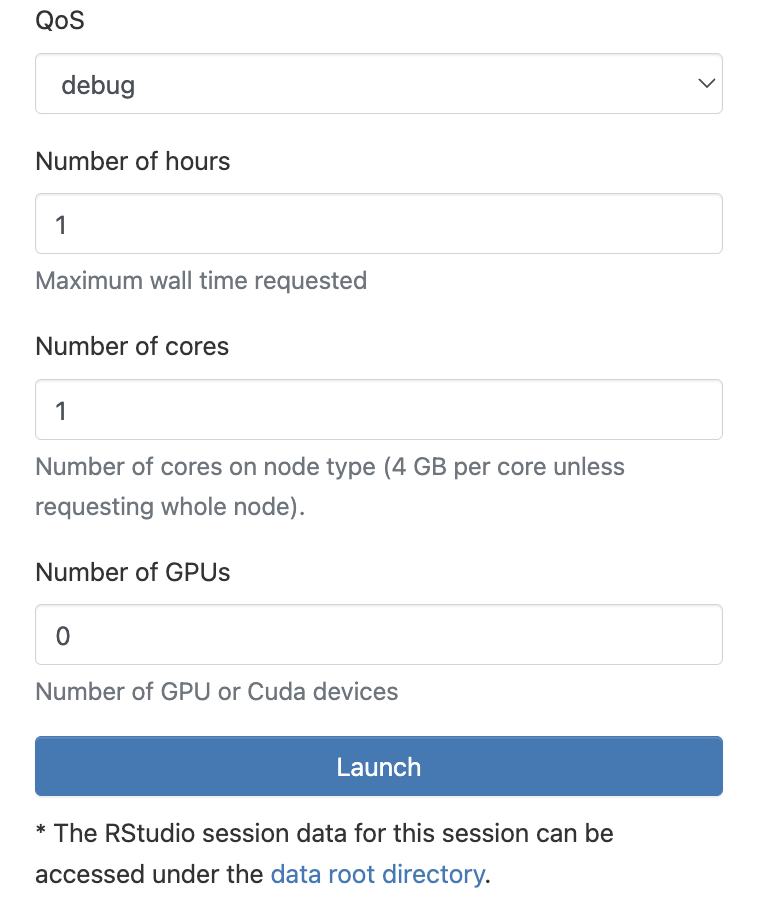 QoS
debug
Number of hours
1
Maximum wall time requested
Number of cores
1
Number of cores on node type (4 GB per core unless
requesting whole node).
Number of GPUs
0
Number of GPU or Cuda devices
Launch
* The RStudio session data for this session can be
accessed under the data root directory.